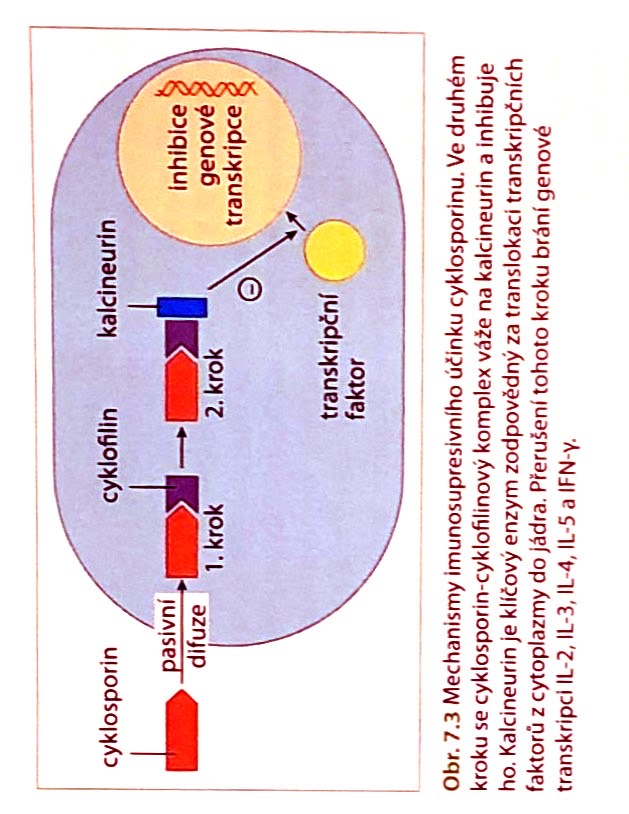 cyklosporin
pasivní
difuze
cyklofilin
1. krok
kalcineurin
2. krok
inhibice
genové
transkripce
transkripční
faktor
Obr. 7.3 Mechanismy imunosupresivního účinku cyklosporinu. Ve druhém
kroku se cyklosporin-cyklofilinový komplex váže na kalcineurin a inhibuje
ho. Kalcineurin je klíčový enzym zodpovědný za translokaci transkripčních
faktorů z cytoplazmy do jádra. Přerušení tohoto kroku brání genové
transkripci IL-2, IL-3, IL-4, IL-5 a IFN-γ.